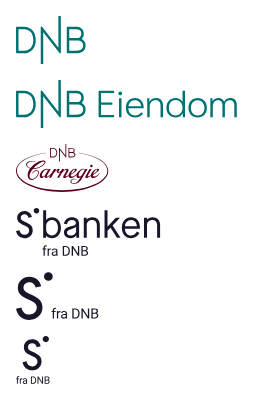 DNB
DNB Eiendom
DNB
Carnegie
S'banken
fra DNB
S' fra DNB
S'
fra DNB